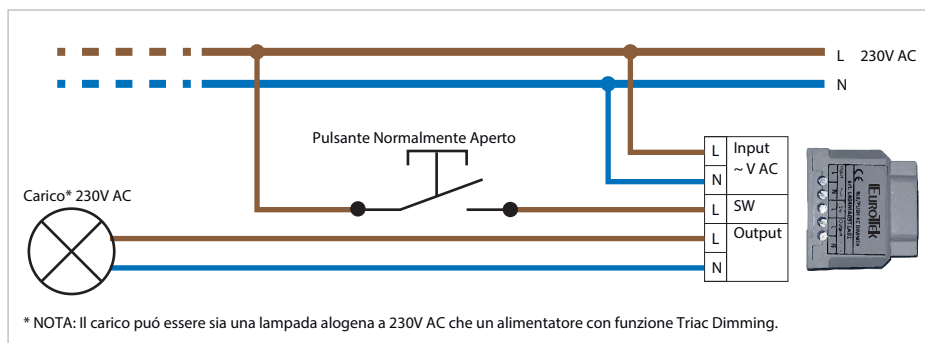 L 230V AC
N
Pulsante Normalmente Aperto
L Input
~ V AC
N
L SW
L Output
N
Carico* 230V AC
EUROTEK
* NOTA: Il carico puó essere sia una lampada alogena a 230V AC che un alimentatore con funzione Triac Dimming.